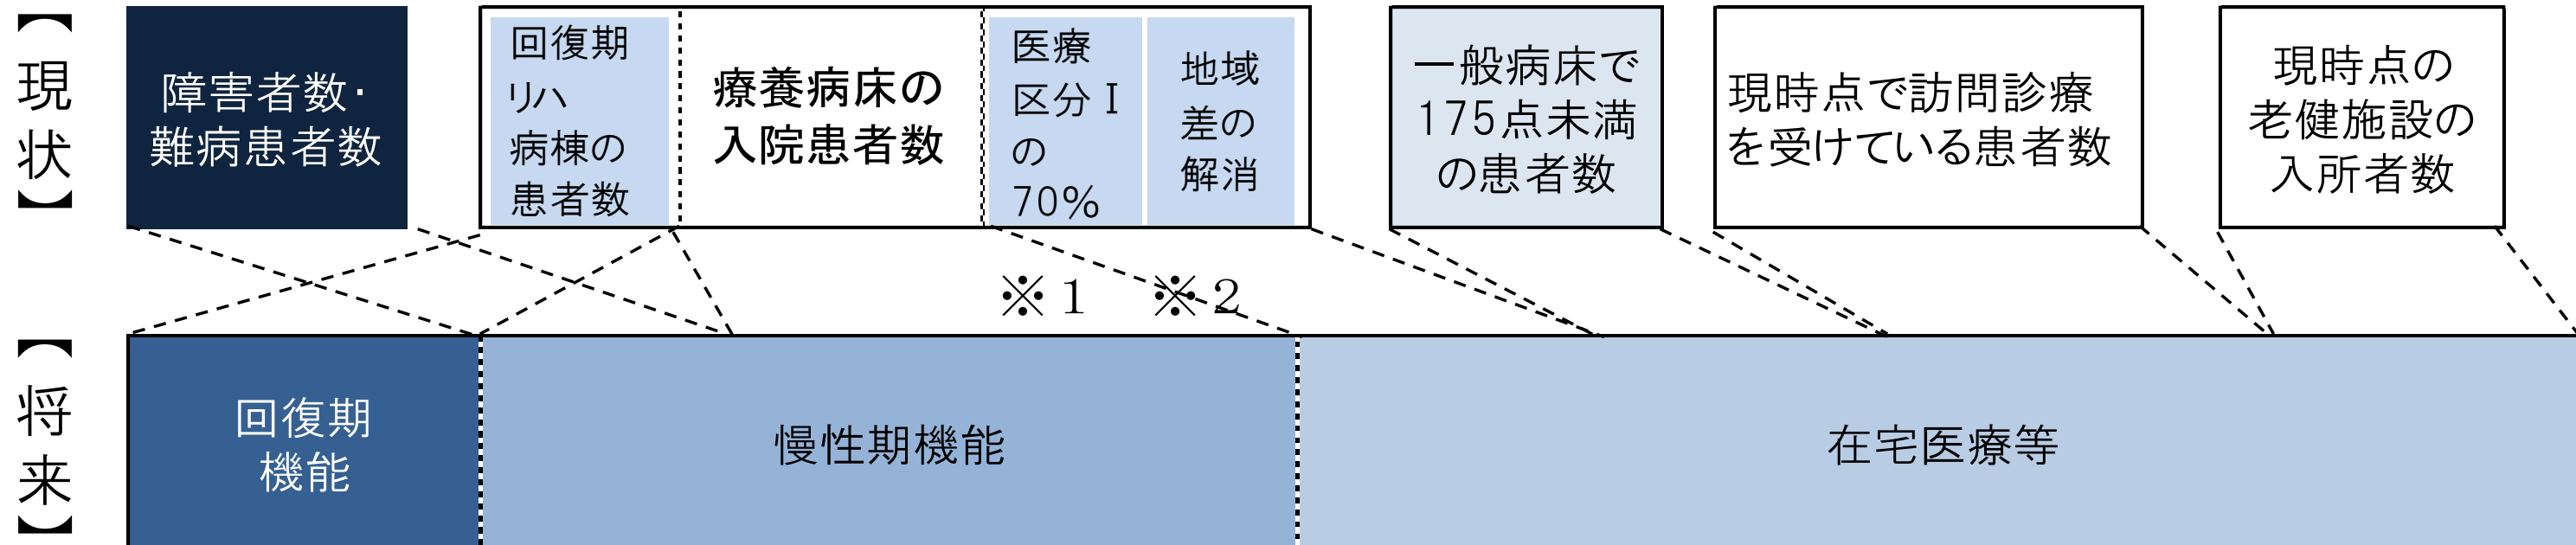 【現状】
障害者数・
難病患者数
回復期
リハ
病棟の
患者数
療養病床の
入院患者数
医療
区分Ⅰ
の
70%
地域
差の
解消
一般病床で
175点未満
の患者数
現時点で訪問診療
を受けている患者数
現時点の
老健施設の
入所者数
※1
※2
【将来】
回復期
機能
慢性期機能
在宅医療等